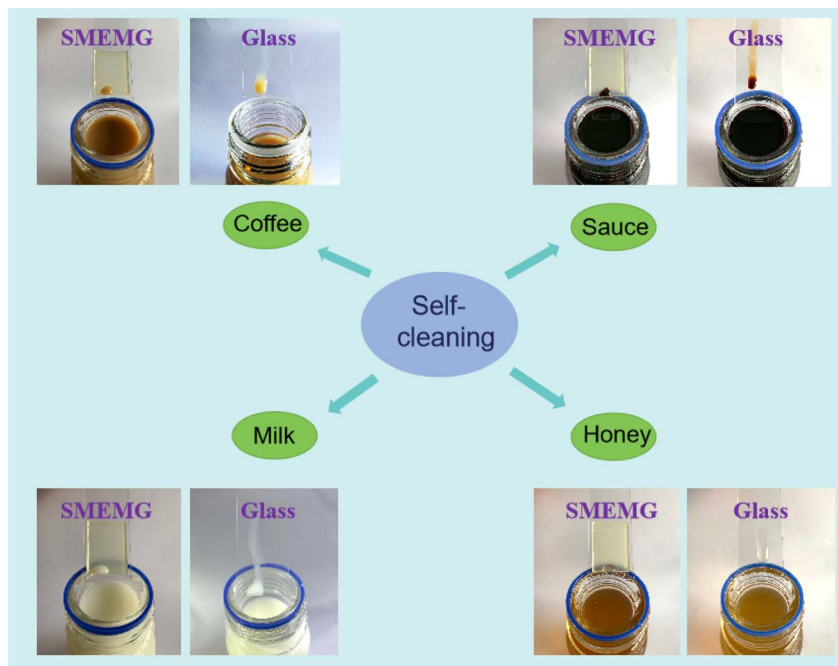 SMEMG Glass
SMEMG Glass
Coffee
Sauce
Self-
cleaning
Milk
Honey
SMEMG Glass
SMEMG Glass